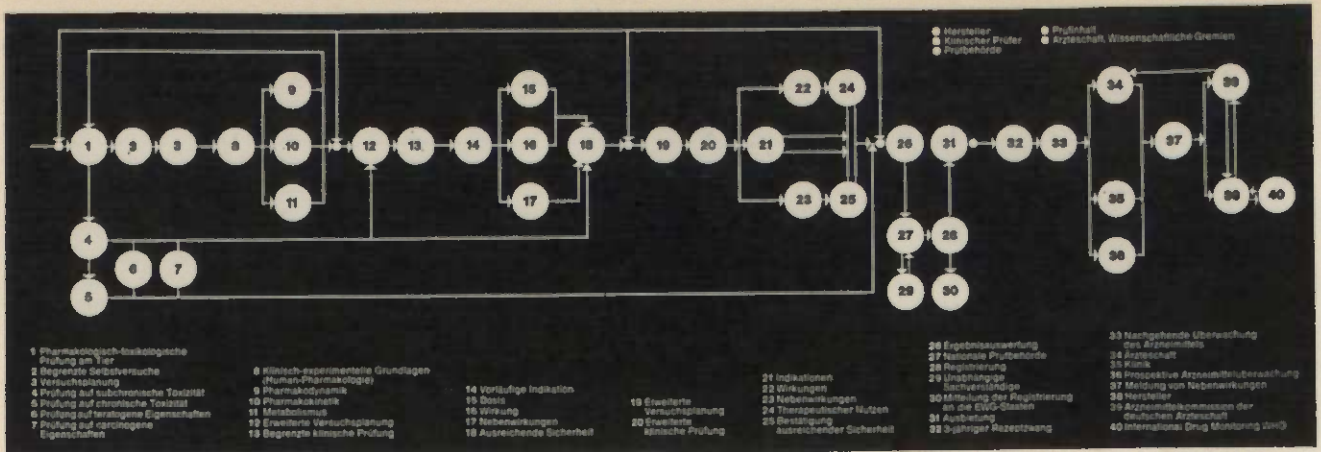 Hersteller
Klinischer Prüfer
Prüfbehörde
Prüfinhalt
Ärzteschaft, Wissenschaftliche Gremien
1
2
3
8
9
10
11
12
13
14
15
16
17
18
19
20
21
22
24
23
25
26
31
32
33
34
35
36
37
38
39
40
4
6
7
5
27
28
29
30
1 Pharmakologisch-toxikologische
Prüfung am Tier
2 Begrenzte Selbstversuche
3 Versuchsplanung
4 Prüfung auf subchronische Toxizität
5 Prüfung auf chronische Toxizität
6 Prüfung auf teratogene Eigenschaften
7 Prüfung auf carcinogene
Eigenschaften
8 Klinisch-experimentelle Grundlagen
(Human-Pharmakologie)
9 Pharmakodynamik
10 Pharmakokinetik
11 Metabolismus
12 Erweiterte Versuchsplanung
13 Begrenzte klinische Prüfung
14 Vorläufige Indikation
15 Dosis
16 Wirkung
17 Nebenwirkungen
18 Ausreichende Sicherheit
19 Erweiterte
Versuchsplanung
20 Erweiterte
klinische Prüfung
21 Indikationen
22 Wirkungen
23 Nebenwirkungen
24 Therapeutischer Nutzen
25 Bestätigung
ausreichender Sicherheit
26 Ergebnisauswertung
27 Nationale Prüfbehörde
28 Registrierung
29 Unabhängige
Sachverständige
30 Mitteilung der Registrierung
an die EWG-Staaten
31 Ausbietung
32 3-jähriger Rezeptzwang
33 Nachgehende Überwachung
des Arzneimittels
34 Ärzteschaft
35 Klinik
36 Prospektive Arzneimittelüberwachung
37 Meldung von Nebenwirkungen
38 Hersteller
39 Arzneimittelkommission der
deutschen Ärzteschaft
40 International Drug Monitoring WHO